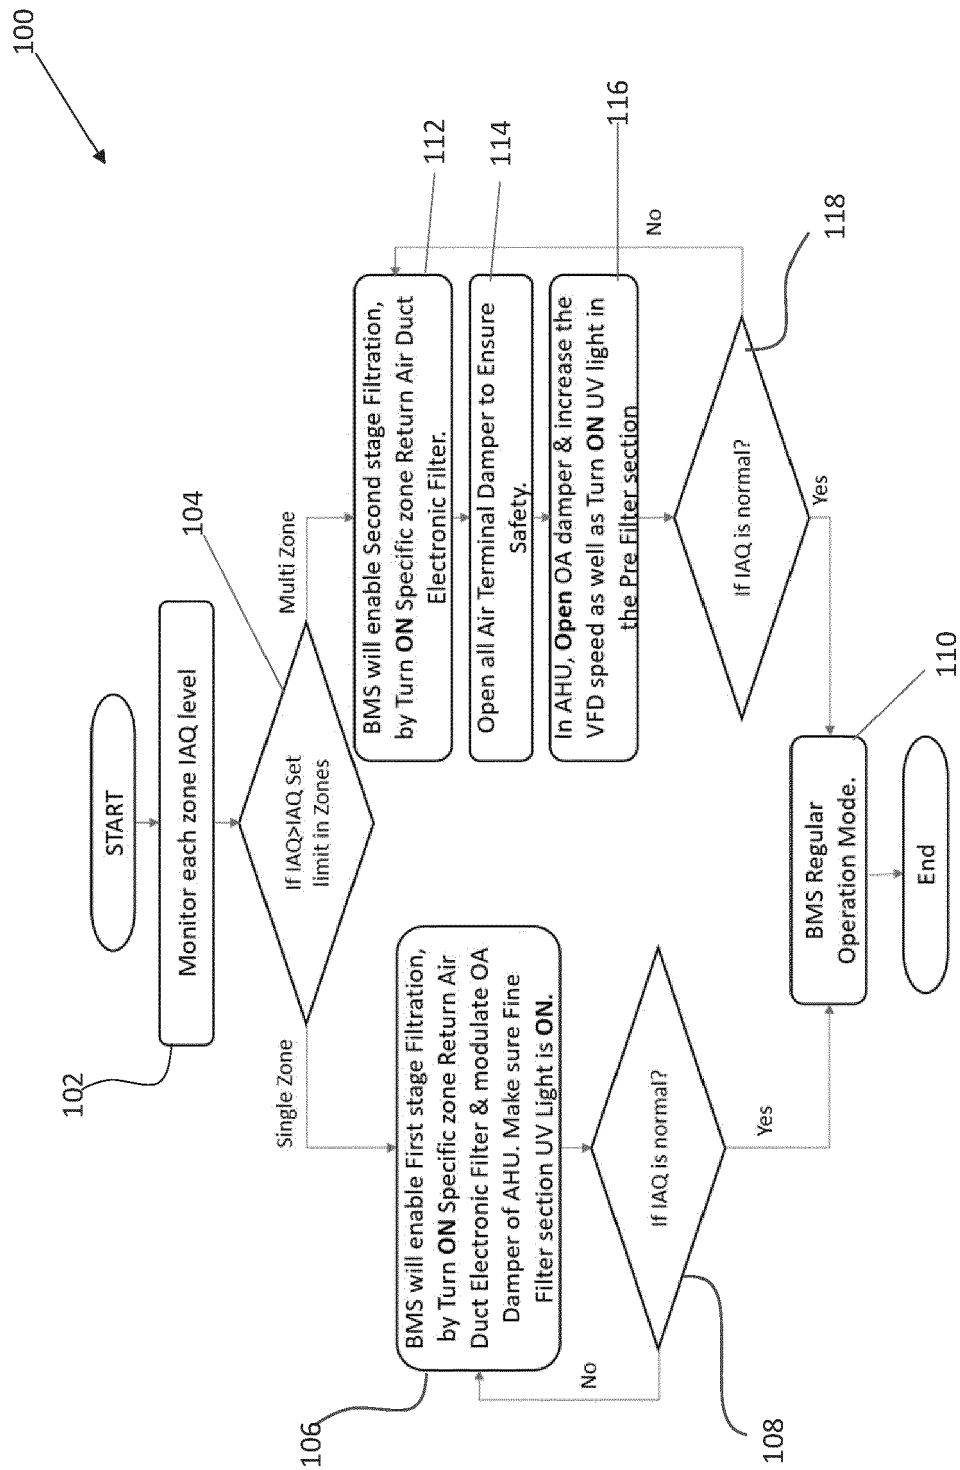 100
START
102
Monitor each zone IAQ level
104
If IAQ>IAQ Set
limit in Zones
Single Zone
Multi Zone
106
BMS will enable First stage Filtration,
by Turn ON Specific zone Return Air
Duct Electronic Filter & modulate OA
Damper of AHU. Make sure Fine
Filter section UV Light is ON.
112
BMS will enable Second stage Filtration,
by Turn ON Specific zone Return Air Duct
Electronic Filter.
114
Open all Air Terminal Damper to Ensure
Safety.
116
In AHU, Open OA damper & increase the
VFD speed as well as Turn ON UV light in
the Pre Filter section
No
If IAQ is normal?
108
Yes
No
If IAQ is normal?
118
Yes
110
BMS Regular
Operation Mode.
End